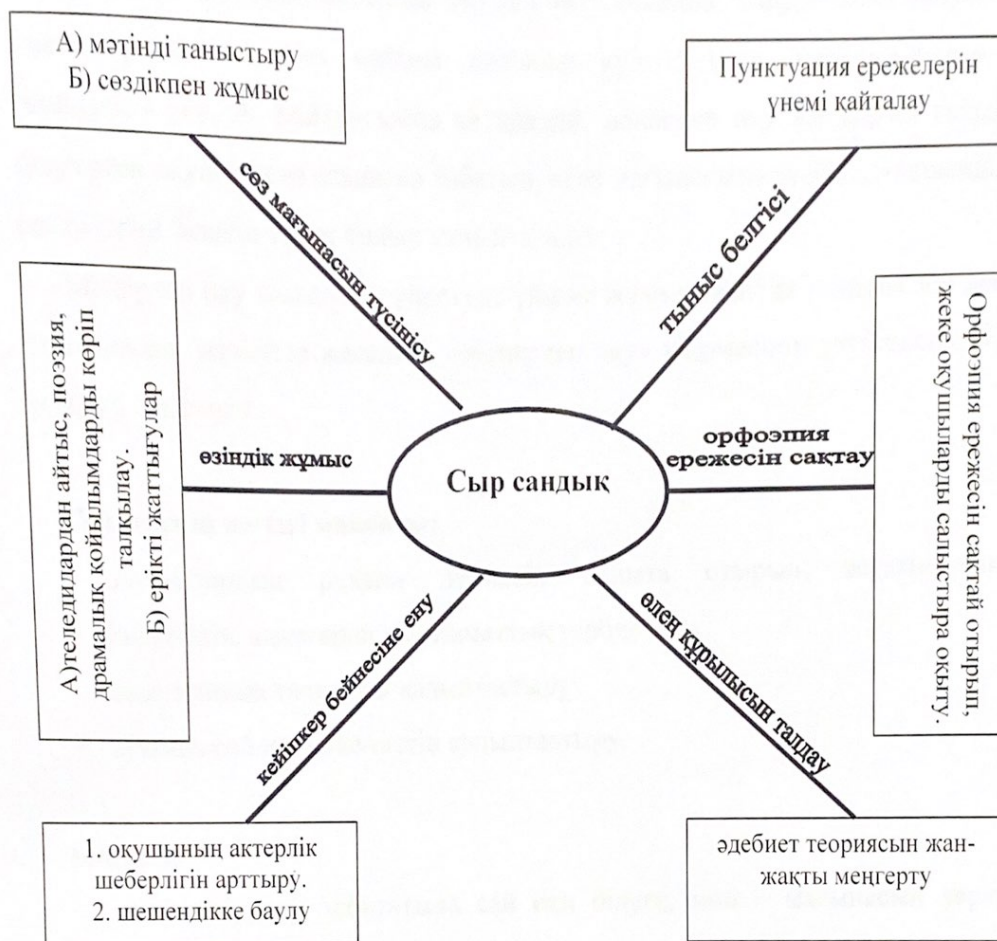 А) мәтінді таныстыру
Б) сөздікпен жұмыс
Пунктуация ережелерін
үнемі қайталау
сөз мағынасын түсінісу
тыныс белгісі
А)теледидардан айтыс, поэзия,
драмалық қойылымдарды көріп
талқылау.
Б) ерікті жаттығулар
өзіндік жұмыс
Сыр сандық
орфоэпия
ережесін сақтау
Орфоэпия ережесін сақтай отырып,
жеке оқушыларды салыстыра оқыту.
кейіпкер бейнесіне ену
өлең құрылысын талдау
1. оқушының актерлік
шеберлігін арттыру.
2. шешендікке баулу
әдебиет теориясын жан-
жақты меңгерту